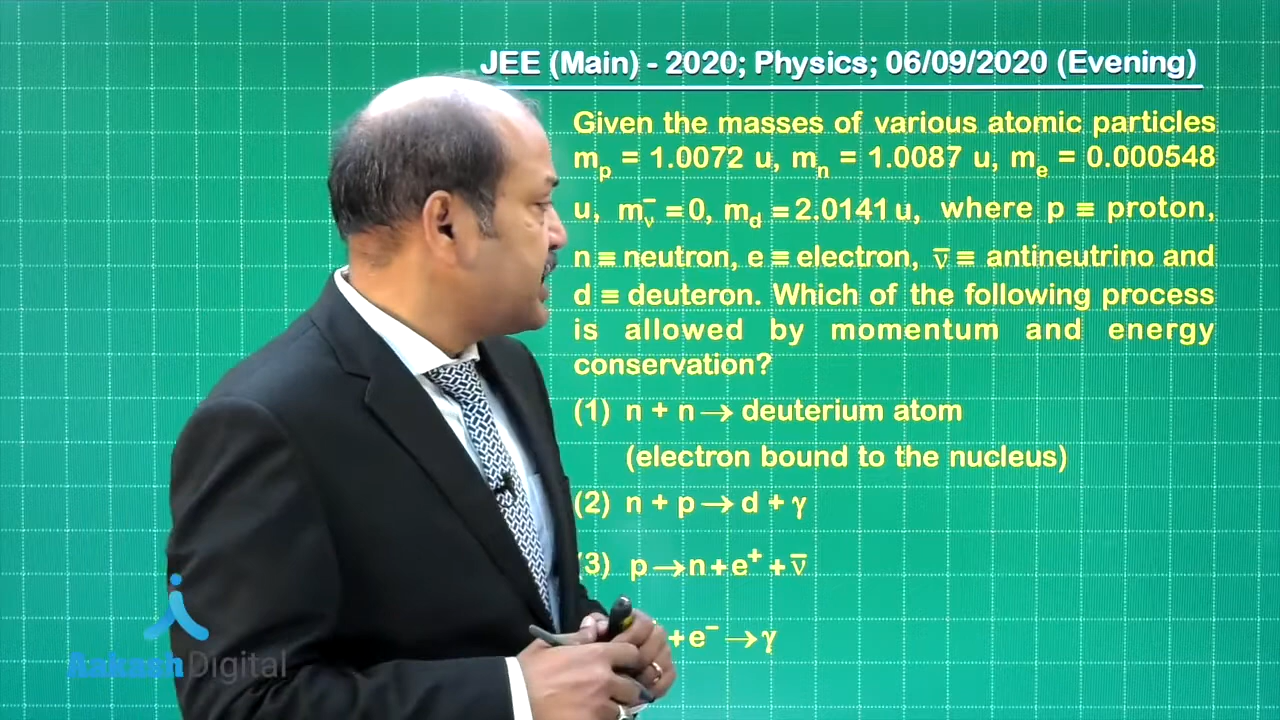 JEE (Main) - 2020; Physics; 06/09/2020 (Evening)
Given the masses of various atomic particles
mₚ = 1.0072 u, mₙ = 1.0087 u, mₑ = 0.000548
u, m_ν̄ = 0, m_d = 2.0141 u, where p ≡ proton,
n ≡ neutron, e ≡ electron, ν̄ ≡ antineutrino and
d ≡ deuteron. Which of the following process
is allowed by momentum and energy
conservation?
(1) n + n → deuterium atom
(electron bound to the nucleus)
(2) n + p → d + γ
(3) p → n + e⁺ + ν̄
+ e⁻ → γ
Aakash Digital